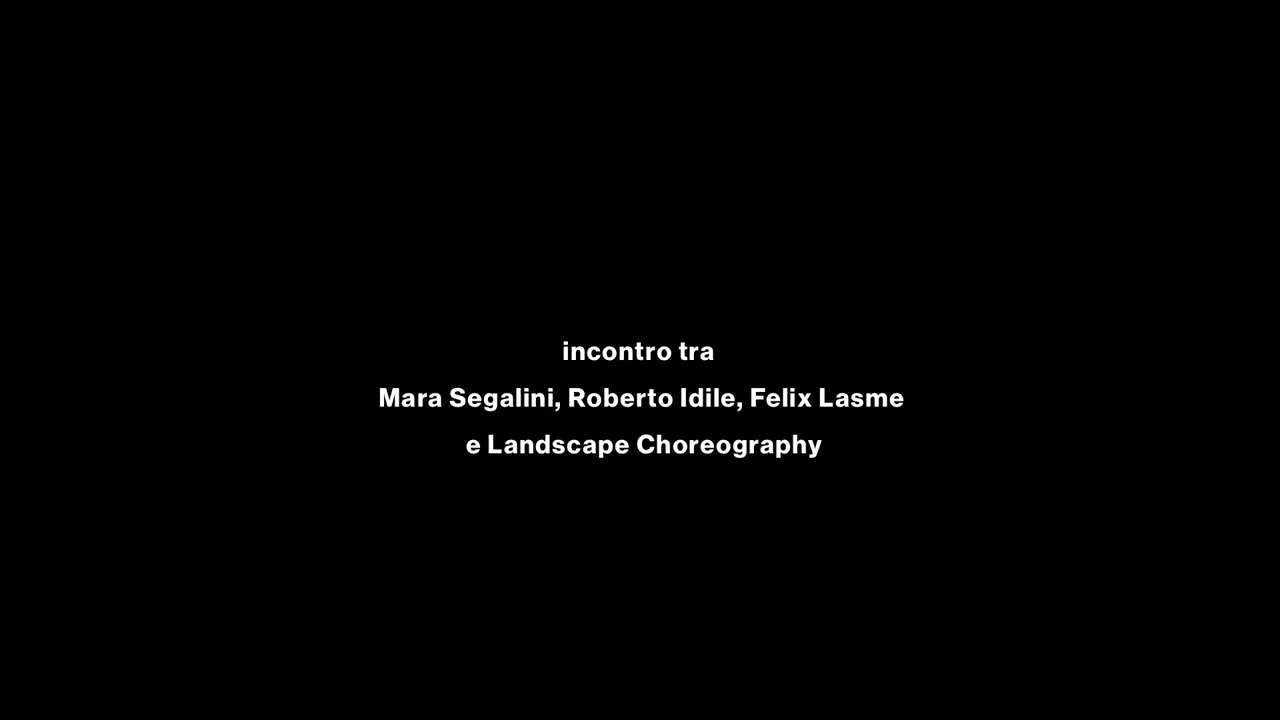 incontro tra
Mara Segalini, Roberto Idile, Felix Lasme
e Landscape Choreography